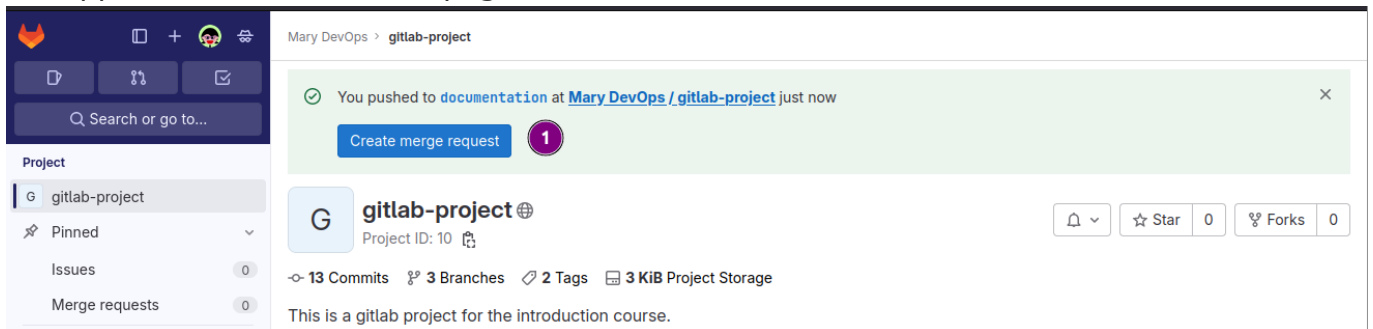 Mary DevOps > gitlab-project
You pushed to documentation at Mary DevOps / gitlab-project just now
Create merge request
1
Search or go to...
Project
G gitlab-project
Pinned
Issues 0
Merge requests 0
G
gitlab-project
Project ID: 10
Star 0
Forks 0
13 Commits 3 Branches 2 Tags 3 KiB Project Storage
This is a gitlab project for the introduction course.